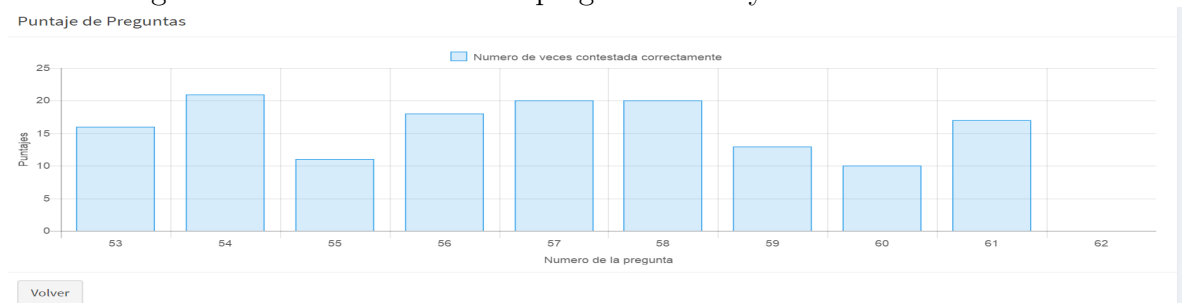 Puntaje de Preguntas
Numero de veces contestada correctamente
25
20
15
10
5
0
Puntajes
53 54 55 56 57 58 59 60 61 62
Numero de la pregunta
Volver